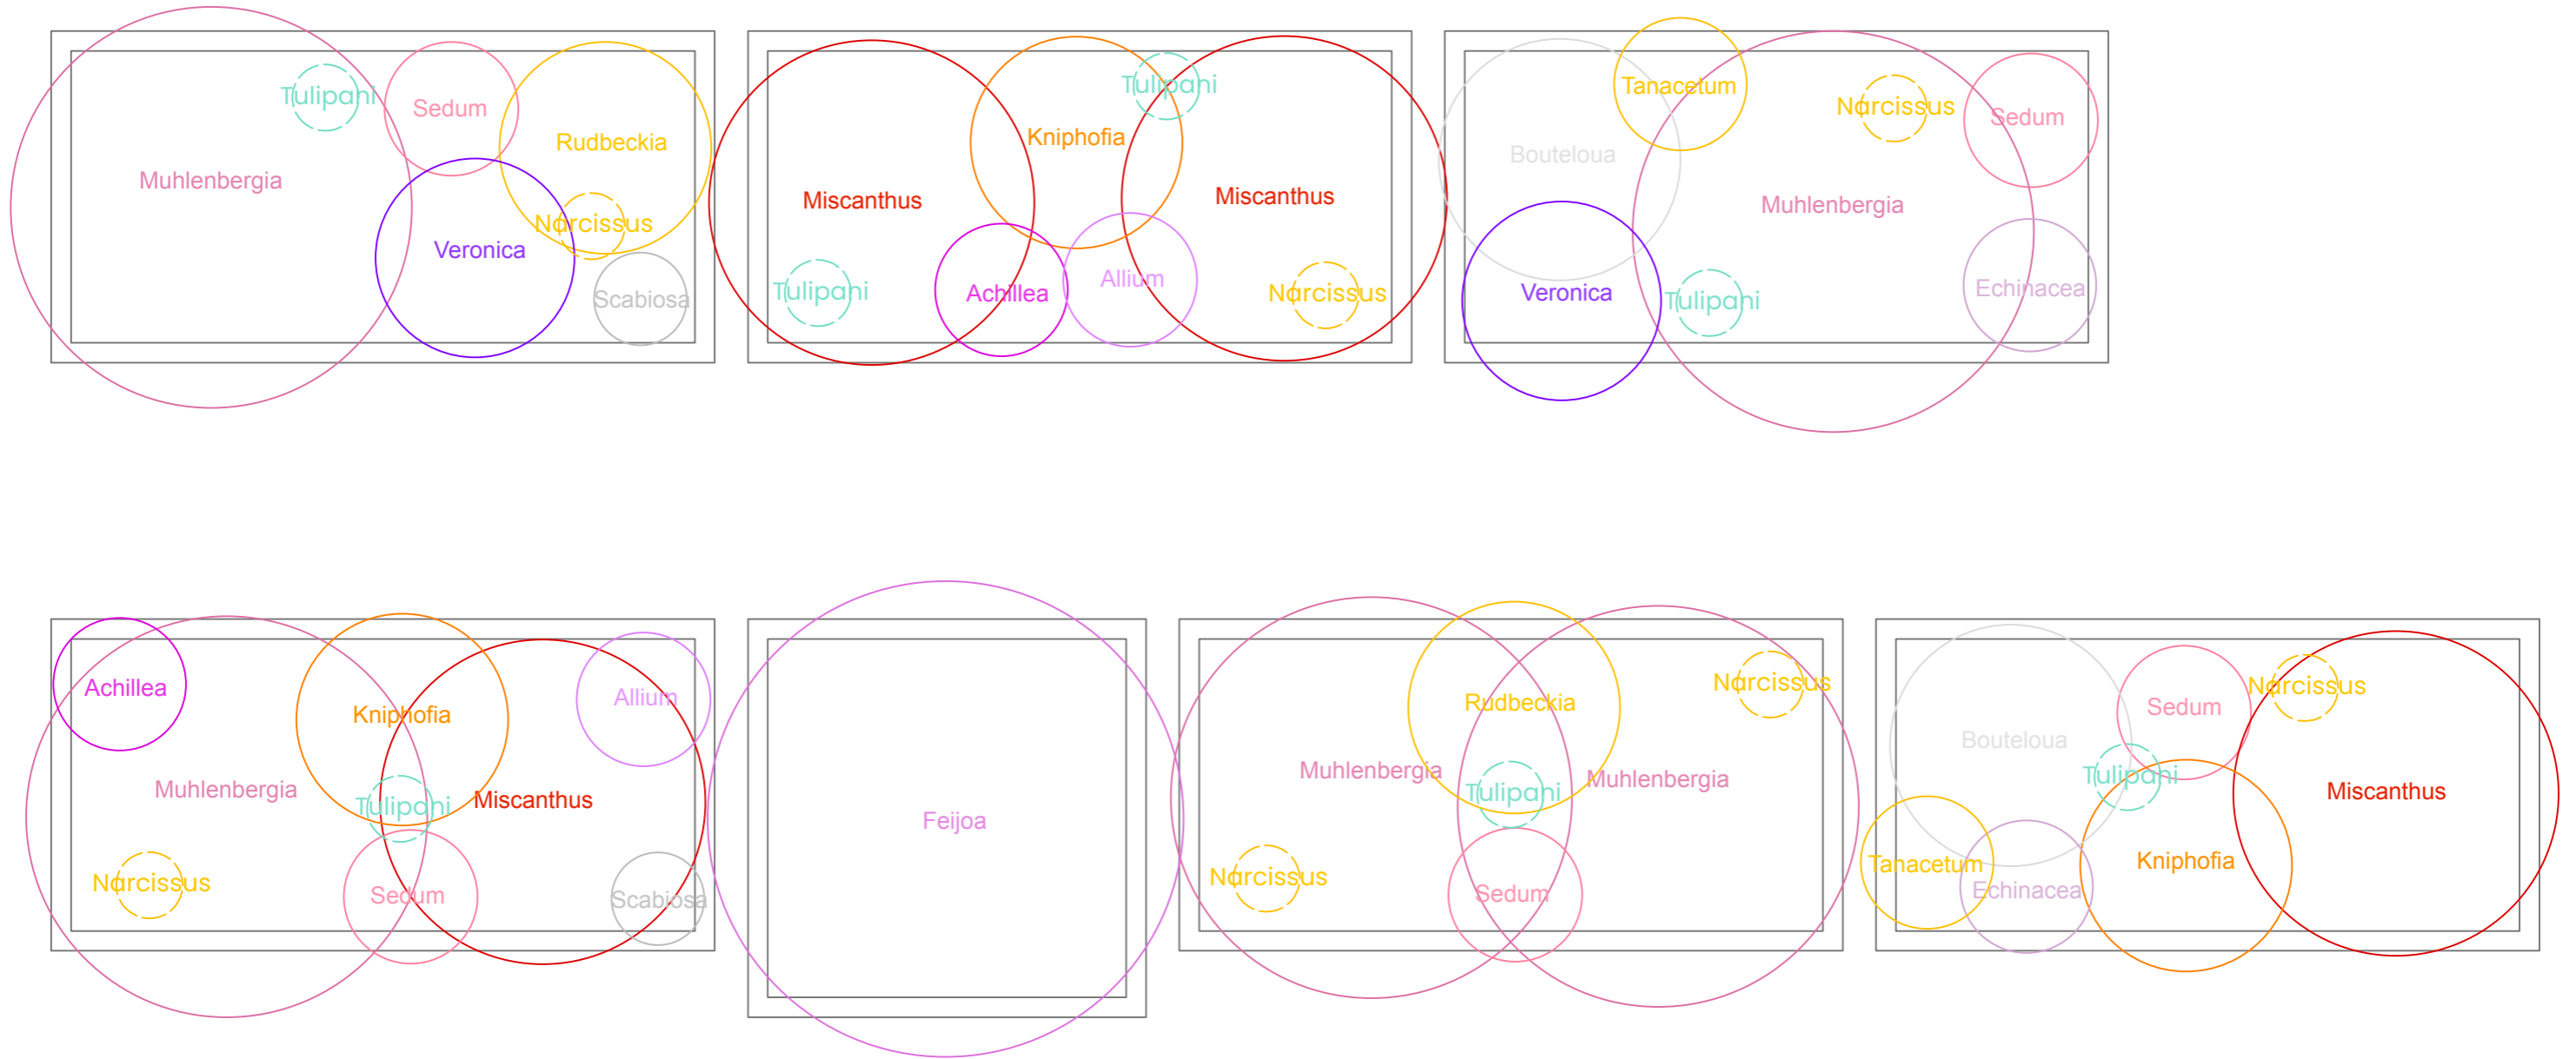 Tulipani
Sedum
Rudbeckia
Muhlenbergia
Narcissus
Veronica
Scabiosa
Tulipani
Kniphofia
Miscanthus
Miscanthus
Tulipani
Achillea
Allium
Narcissus
Tanacetum
Narcissus
Sedum
Bouteloua
Muhlenbergia
Veronica
Tulipani
Echinacea
Achillea
Kniphofia
Allium
Muhlenbergia
Tulipani
Miscanthus
Narcissus
Sedum
Scabiosa
Feijoa
Narcissus
Rudbeckia
Muhlenbergia
Muhlenbergia
Tulipani
Narcissus
Sedum
Narcissus
Sedum
Bouteloua
Tulipani
Miscanthus
Tanacetum
Kniphofia
Echinacea